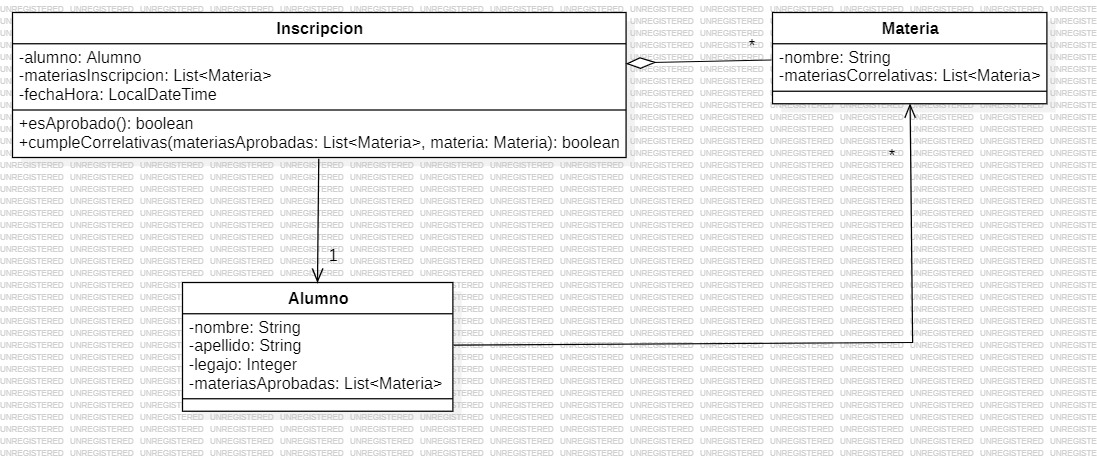 Inscripcion
-alumno: Alumno
-materiasInscripcion: List<Materia>
-fechaHora: LocalDateTime
+esAprobado(): boolean
+cumpleCorrelativas(materiasAprobadas: List<Materia>, materia: Materia): boolean
*
Materia
-nombre: String
-materiasCorrelativas: List<Materia>
*
1
Alumno
-nombre: String
-apellido: String
-legajo: Integer
-materiasAprobadas: List<Materia>
UNREGISTERED